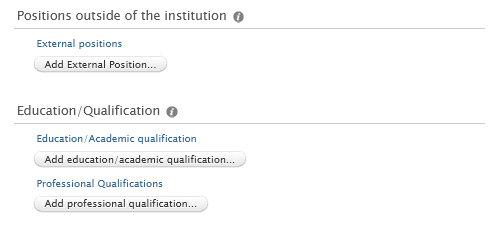 Positions outside of the institution
External positions
Add External Position...
Education/Qualification
Education/Academic qualification
Add education/academic qualification...
Professional Qualifications
Add professional qualification...